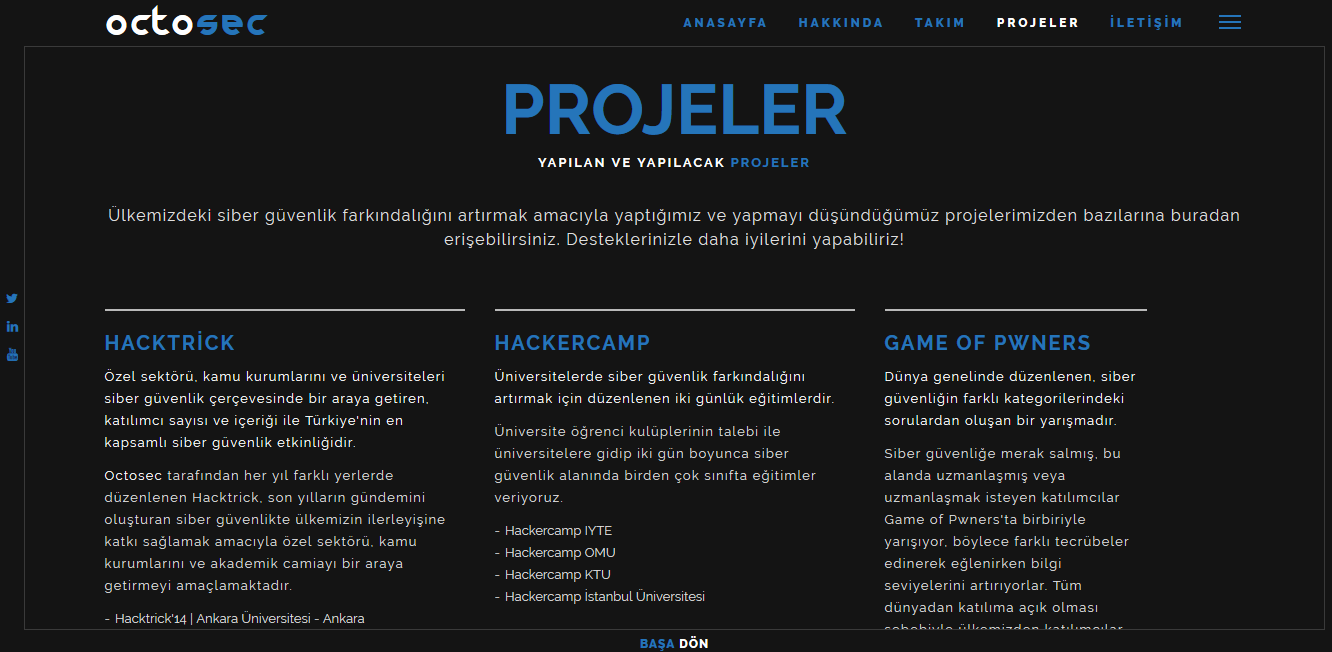 octosec
ANASAYFA HAKKINDA TAKIM PROJELER İLETİŞİM
PROJELER
YAPILAN VE YAPILACAK PROJELER
Ülkemizdeki siber güvenlik farkındalığını artırmak amacıyla yaptığımız ve yapmayı düşündüğümüz projelerimizden bazılarına buradan
erişebilirsiniz. Desteklerinizle daha iyilerini yapabiliriz!
HACKTRİCK
Özel sektörü, kamu kurumlarını ve üniversiteleri
siber güvenlik çerçevesinde bir araya getiren,
katılımcı sayısı ve içeriği ile Türkiye'nin en
kapsamlı siber güvenlik etkinliğidir.
Octosec tarafından her yıl farklı yerlerde
düzenlenen Hacktrick, son yılların gündemini
oluşturan siber güvenlikte ülkemizin ilerleyişine
katkı sağlamak amacıyla özel sektörü, kamu
kurumlarını ve akademik camiayı bir araya
getirmeyi amaçlamaktadır.
- Hacktrick'14 | Ankara Üniversitesi - Ankara
HACKERCAMP
Üniversitelerde siber güvenlik farkındalığını
artırmak için düzenlenen iki günlük eğitimlerdir.
Üniversite öğrenci kulüplerinin talebi ile
üniversitelere gidip iki gün boyunca siber
güvenlik alanında birden çok sınıfta eğitimler
veriyoruz.
- Hackercamp IYTE
- Hackercamp OMU
- Hackercamp KTU
- Hackercamp İstanbul Üniversitesi
GAME OF PWNERS
Dünya genelinde düzenlenen, siber
güvenliğin farklı kategorilerindeki
sorulardan oluşan bir yarışmadır.
Siber güvenliğe merak salmış, bu
alanda uzmanlaşmış veya
uzmanlaşmak isteyen katılımcılar
Game of Pwners'ta birbiriyle
yarışıyor, böylece farklı tecrübeler
edinerek eğlenirken bilgi
seviyelerini artırıyorlar. Tüm
dünyadan katılıma açık olması
sebebiyle ülkemizden katılımcılar
BAŞA DÖN